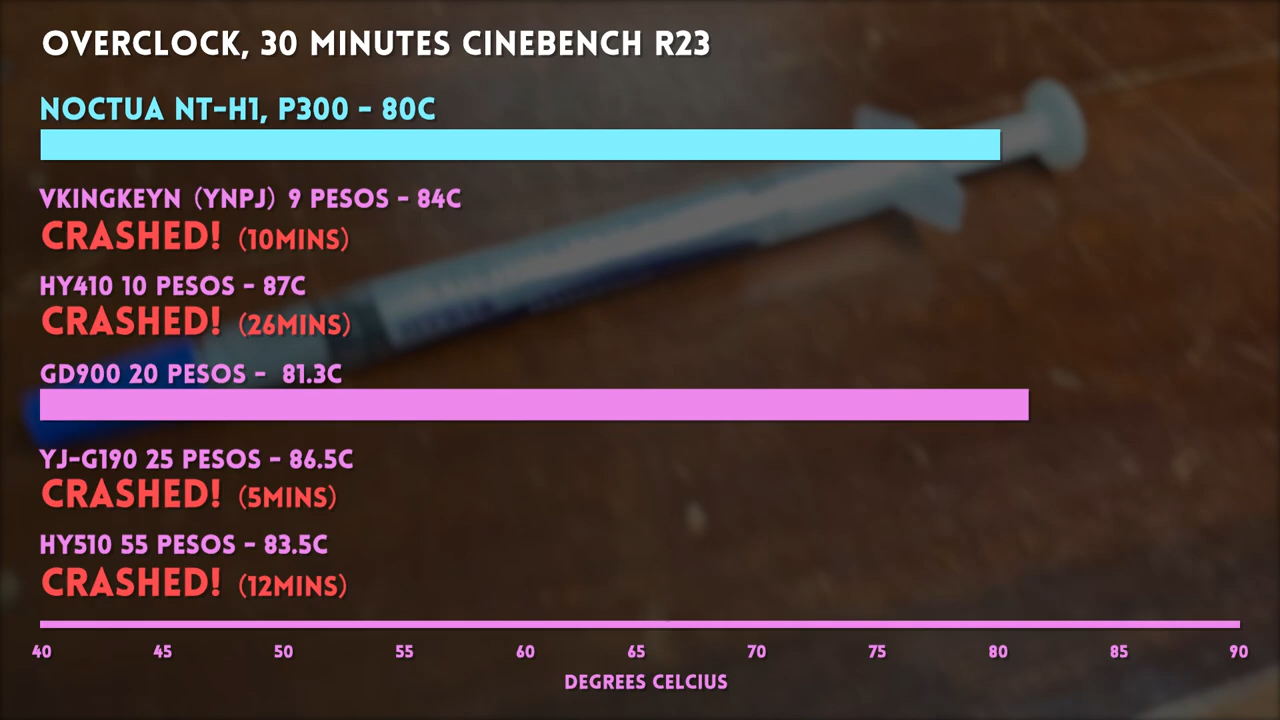 OVERCLOCK, 30 MINUTES CINEBENCH R23
NOCTUA NT-H1, P300 - 80C
VKINGKEYN (YNPJ) 9 PESOS - 84C
CRASHED! (10MINS)
HY410 10 PESOS - 87C
CRASHED! (26MINS)
GD900 20 PESOS - 81.3C
YJ-G190 25 PESOS - 86.5C
CRASHED! (5MINS)
HY510 55 PESOS - 83.5C
CRASHED! (12MINS)
40 45 50 55 60 65 70 75 80 85 90
DEGREES CELCIUS